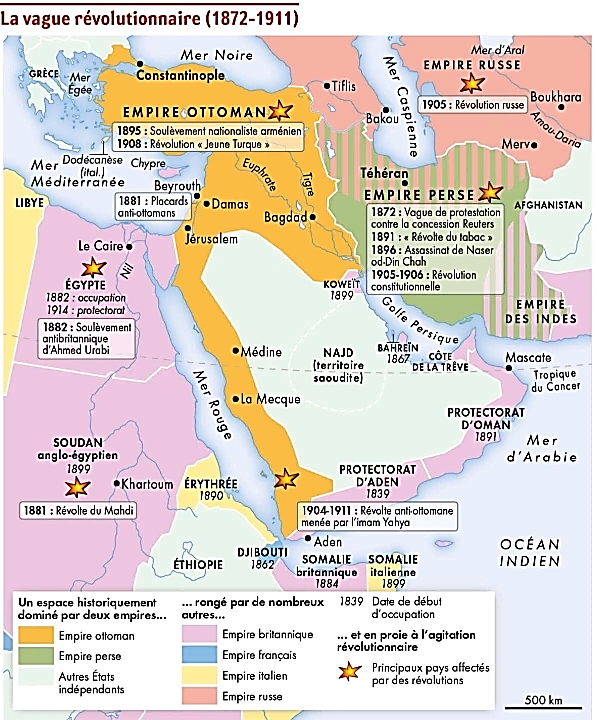 La vague révolutionnaire (1872-1911)
Mer Noire
Mer d'Aral
EMPIRE RUSSE
GRÈCE
Mer
Égée
Constantinople
Tiflis
Mer Caspienne
1905 : Révolution russe
Boukhara
EMPIRE OTTOMAN
Bakou
Amou-Daria
1895 : Soulèvement nationaliste arménien
1908 : Révolution « Jeune Turque »
Merv
Dodécanèse
(ital.)
Mer
Méditerranée
Chypre
Euphrate
Tigre
Téhéran
EMPIRE PERSE
Beyrouth
1881 : Placards
anti-ottomans
Damas
Bagdad
LIBYE
AFGHANISTAN
1872 : Vague de protestation
contre la concession Reuters
1891 : « Révolte du tabac »
1896 : Assassinat de Naser
od-Din Chah
1905-1906 : Révolution
constitutionnelle
Jérusalem
Le Caire
Nil
ÉGYPTE
1882 : occupation
1914 : protectorat
KOWEÏT
1899
EMPIRE
DES INDES
Golfe Persique
1882 : Soulèvement
antibritannique
d'Ahmed Urabi
BAHREÏN
1867
CÔTE
DE LA TRÊVE
NAJD
(territoire
saoudite)
Médine
Mascate
Tropique
du Cancer
Mer Rouge
La Mecque
PROTECTORAT
D'OMAN
1891
Mer
d'Arabie
SOUDAN
anglo-égyptien
1899
Khartoum
ÉRYTHRÉE
1890
PROTECTORAT
D'ADEN
1839
1881 : Révolte du Mahdi
1904-1911 : Révolte anti-ottomane
menée par l'imam Yahya
Aden
DJIBOUTI
1862
ÉTHIOPIE
SOMALIE
britannique
1884
SOMALIE
italienne
1899
OCÉAN
INDIEN
Un espace historiquement
dominé par deux empires...
Empire ottoman
Empire perse
Autres États
indépendants
... rongé par de nombreux
autres...
Empire britannique
Empire français
Empire italien
Empire russe
1839 Date de début
d'occupation
... et en proie à l'agitation
révolutionnaire
Principaux pays affectés
par des révolutions
500 km